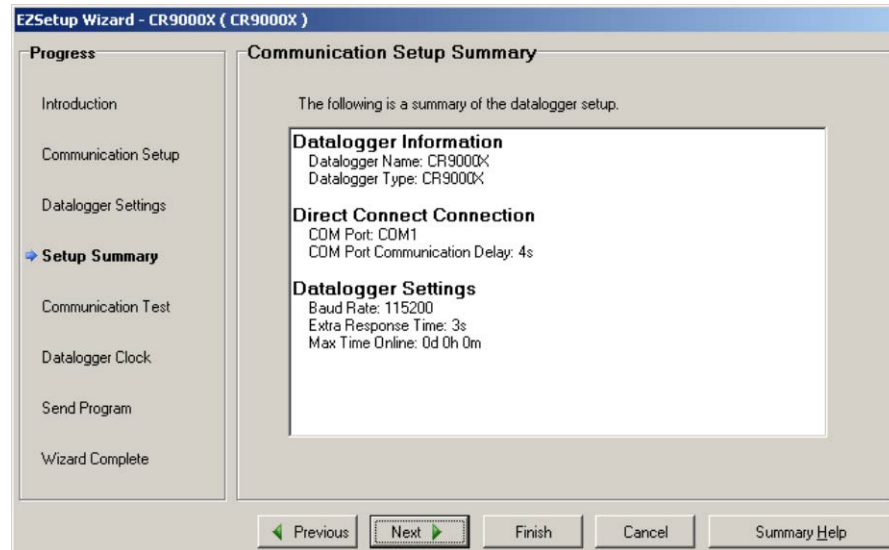 EZSetup Wizard - CR9000X ( CR9000X )
Progress
Introduction
Communication Setup
Datalogger Settings
Setup Summary
Communication Test
Datalogger Clock
Send Program
Wizard Complete
Communication Setup Summary
The following is a summary of the datalogger setup.
Datalogger Information
Datalogger Name: CR9000X
Datalogger Type: CR9000X
Direct Connect Connection
COM Port: COM1
COM Port Communication Delay: 4s
Datalogger Settings
Baud Rate: 115200
Extra Response Time: 3s
Max Time Online: 0d 0h 0m
Previous
Next
Finish
Cancel
Summary Help